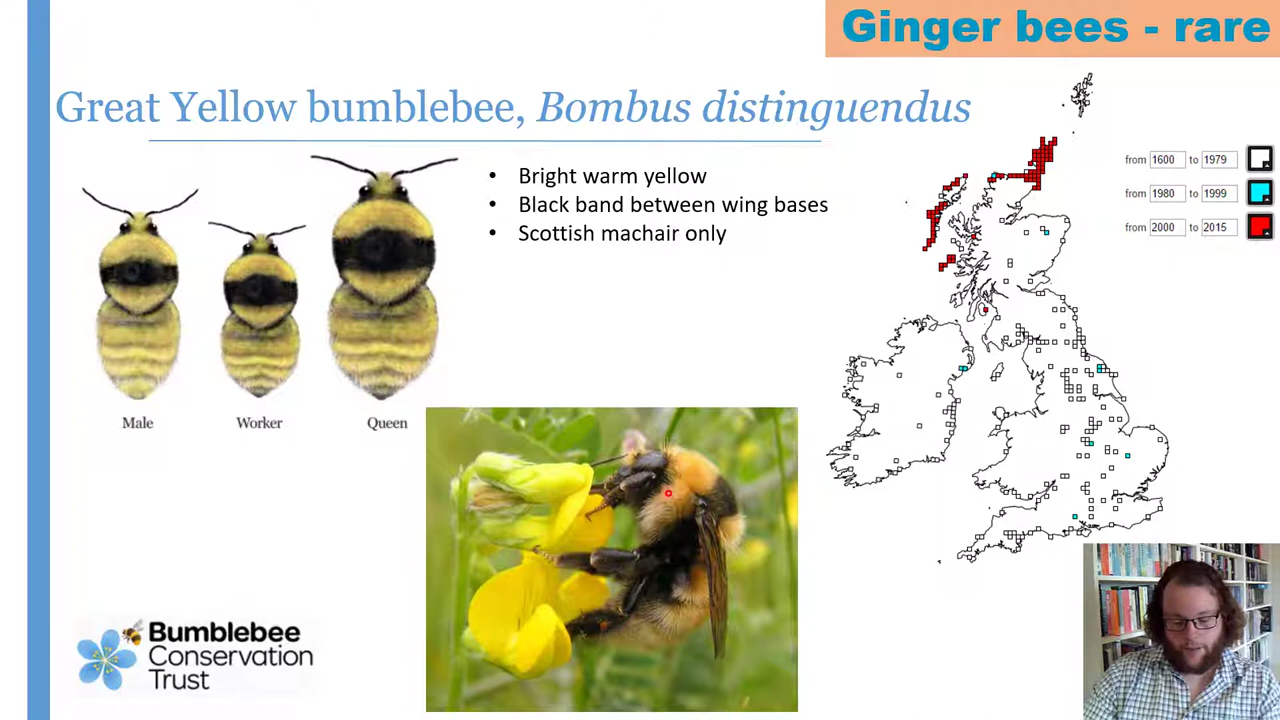 Ginger bees - rare
Great Yellow bumblebee, Bombus distinguendus
• Bright warm yellow
• Black band between wing bases
• Scottish machair only
from 1600 to 1979
from 1980 to 1999
from 2000 to 2015
Male
Worker
Queen
Bumblebee
Conservation
Trust